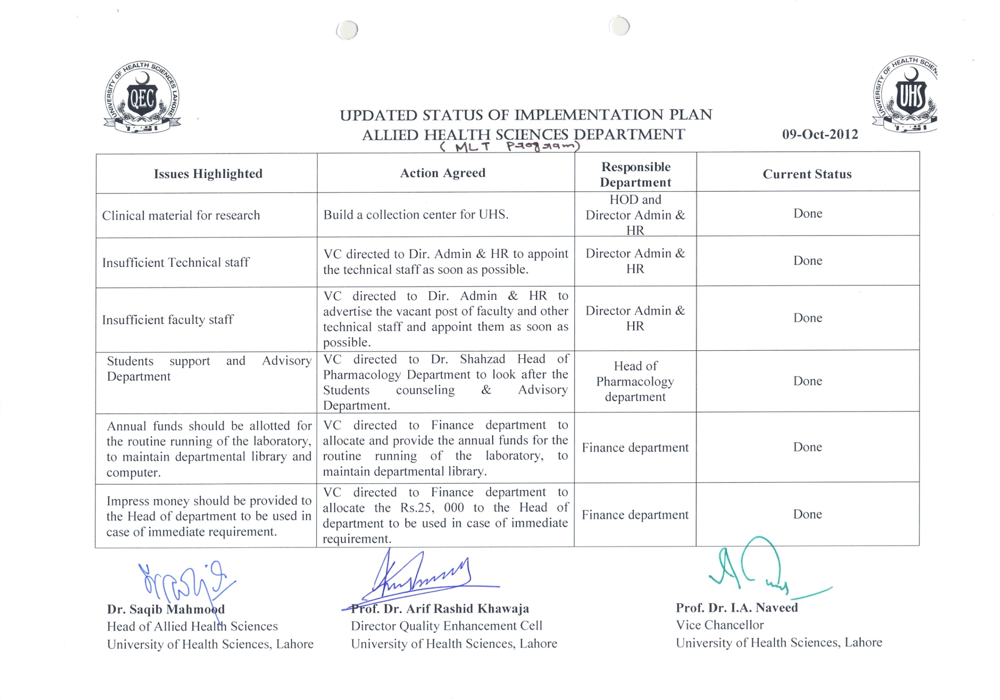 UNIVERSITY OF HEALTH SCIENCES LAHORE
QEC
UNIVERSITY OF HEALTH SCIEN
UHS
UPDATED STATUS OF IMPLEMENTATION PLAN
ALLIED HEALTH SCIENCES DEPARTMENT
09-Oct-2012
( MLT Program)
Issues Highlighted
Action Agreed
Responsible
Department
Current Status
Clinical material for research
Build a collection center for UHS.
HOD and
Director Admin &
HR
Done
Insufficient Technical staff
VC directed to Dir. Admin & HR to appoint
the technical staff as soon as possible.
Director Admin &
HR
Done
Insufficient faculty staff
VC directed to Dir. Admin & HR to
advertise the vacant post of faculty and other
technical staff and appoint them as soon as
possible.
Director Admin &
HR
Done
Students support and Advisory
Department
VC directed to Dr. Shahzad Head of
Pharmacology Department to look after the
Students counseling & Advisory
Department.
Head of
Pharmacology
department
Done
Annual funds should be allotted for
the routine running of the laboratory,
to maintain departmental library and
computer.
VC directed to Finance department to
allocate and provide the annual funds for the
routine running of the laboratory, to
maintain departmental library.
Finance department
Done
Impress money should be provided to
the Head of department to be used in
case of immediate requirement.
VC directed to Finance department to
allocate the Rs.25, 000 to the Head of
department to be used in case of immediate
requirement.
Finance department
Done
Dr. Saqib Mahmood
Head of Allied Health Sciences
University of Health Sciences, Lahore
Prof. Dr. Arif Rashid Khawaja
Director Quality Enhancement Cell
University of Health Sciences, Lahore
Prof. Dr. I.A. Naveed
Vice Chancellor
University of Health Sciences, Lahore